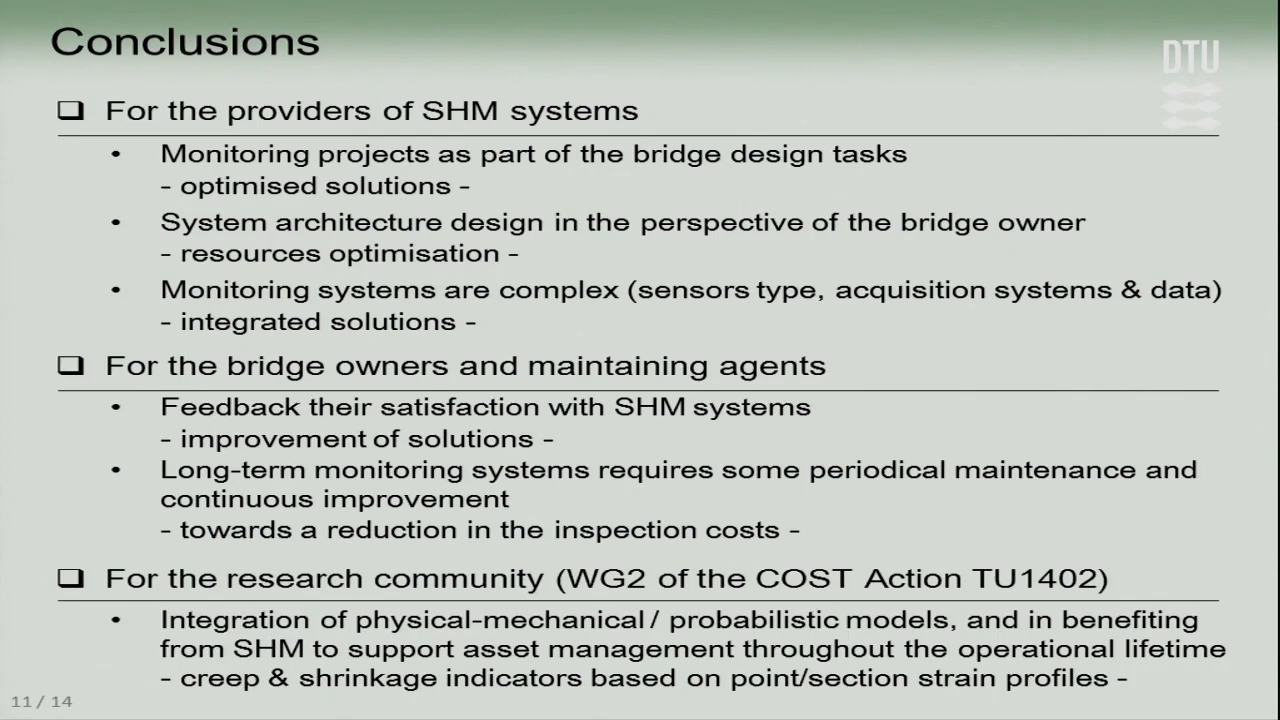 Conclusions
DTU
❑ For the providers of SHM systems
• Monitoring projects as part of the bridge design tasks
- optimised solutions -
• System architecture design in the perspective of the bridge owner
- resources optimisation -
• Monitoring systems are complex (sensors type, acquisition systems & data)
- integrated solutions -
❑ For the bridge owners and maintaining agents
• Feedback their satisfaction with SHM systems
- improvement of solutions -
• Long-term monitoring systems requires some periodical maintenance and
continuous improvement
- towards a reduction in the inspection costs -
❑ For the research community (WG2 of the COST Action TU1402)
• Integration of physical-mechanical / probabilistic models, and in benefiting
from SHM to support asset management throughout the operational lifetime
- creep & shrinkage indicators based on point/section strain profiles -
11 / 14